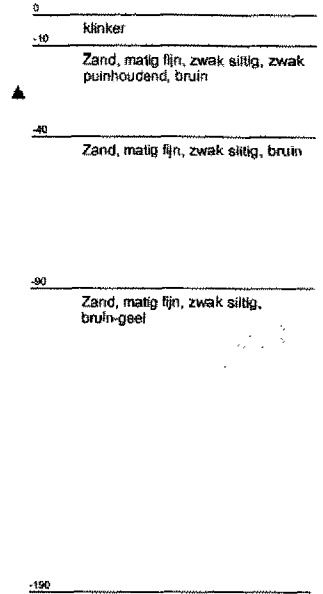 0
klinker
-10
Zand, matig fijn, zwak siltig, zwak
puinhoudend, bruin
-40
Zand, matig fijn, zwak siltig, bruin
-90
Zand, matig fijn, zwak siltig,
bruin-geel
-190